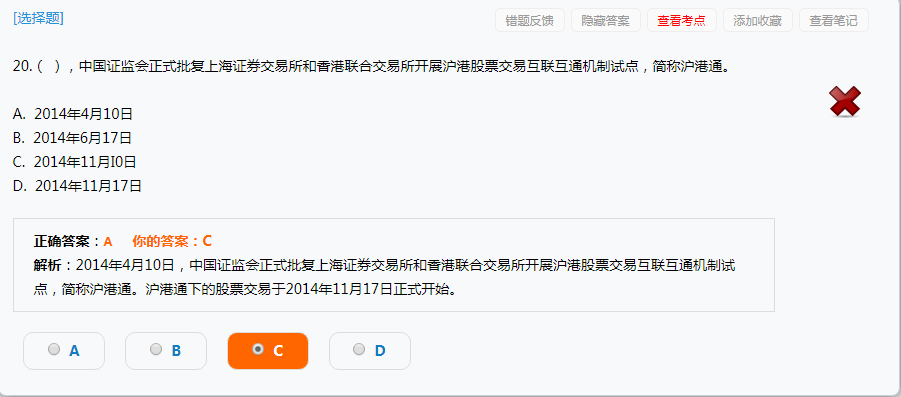 [选择题]
错题反馈 隐藏答案 查看考点 添加收藏 查看笔记
20. （ ），中国证监会正式批复上海证券交易所和香港联合交易所开展沪港股票交易互联互通机制试点，简称沪港通。
A. 2014年4月10日
B. 2014年6月17日
C. 2014年11月I0日
D. 2014年11月17日
正确答案：A 你的答案：C
解析：2014年4月10日，中国证监会正式批复上海证券交易所和香港联合交易所开展沪港股票交易互联互通机制试
点，简称沪港通。沪港通下的股票交易于2014年11月17日正式开始。
A B C D